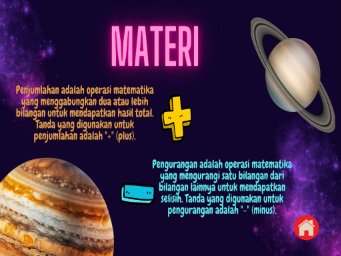 MATERI
Penjumlahan adalah operasi matematika
yang menggabungkan dua atau lebih
bilangan untuk mendapatkan hasil total.
Tanda yang digunakan untuk
penjumlahan adalah "+" (plus).
Pengurangan adalah operasi matematika
yang mengurangi satu bilangan dari
bilangan lainnya untuk mendapatkan
selisih. Tanda yang digunakan untuk
pengurangan adalah "-" (minus).